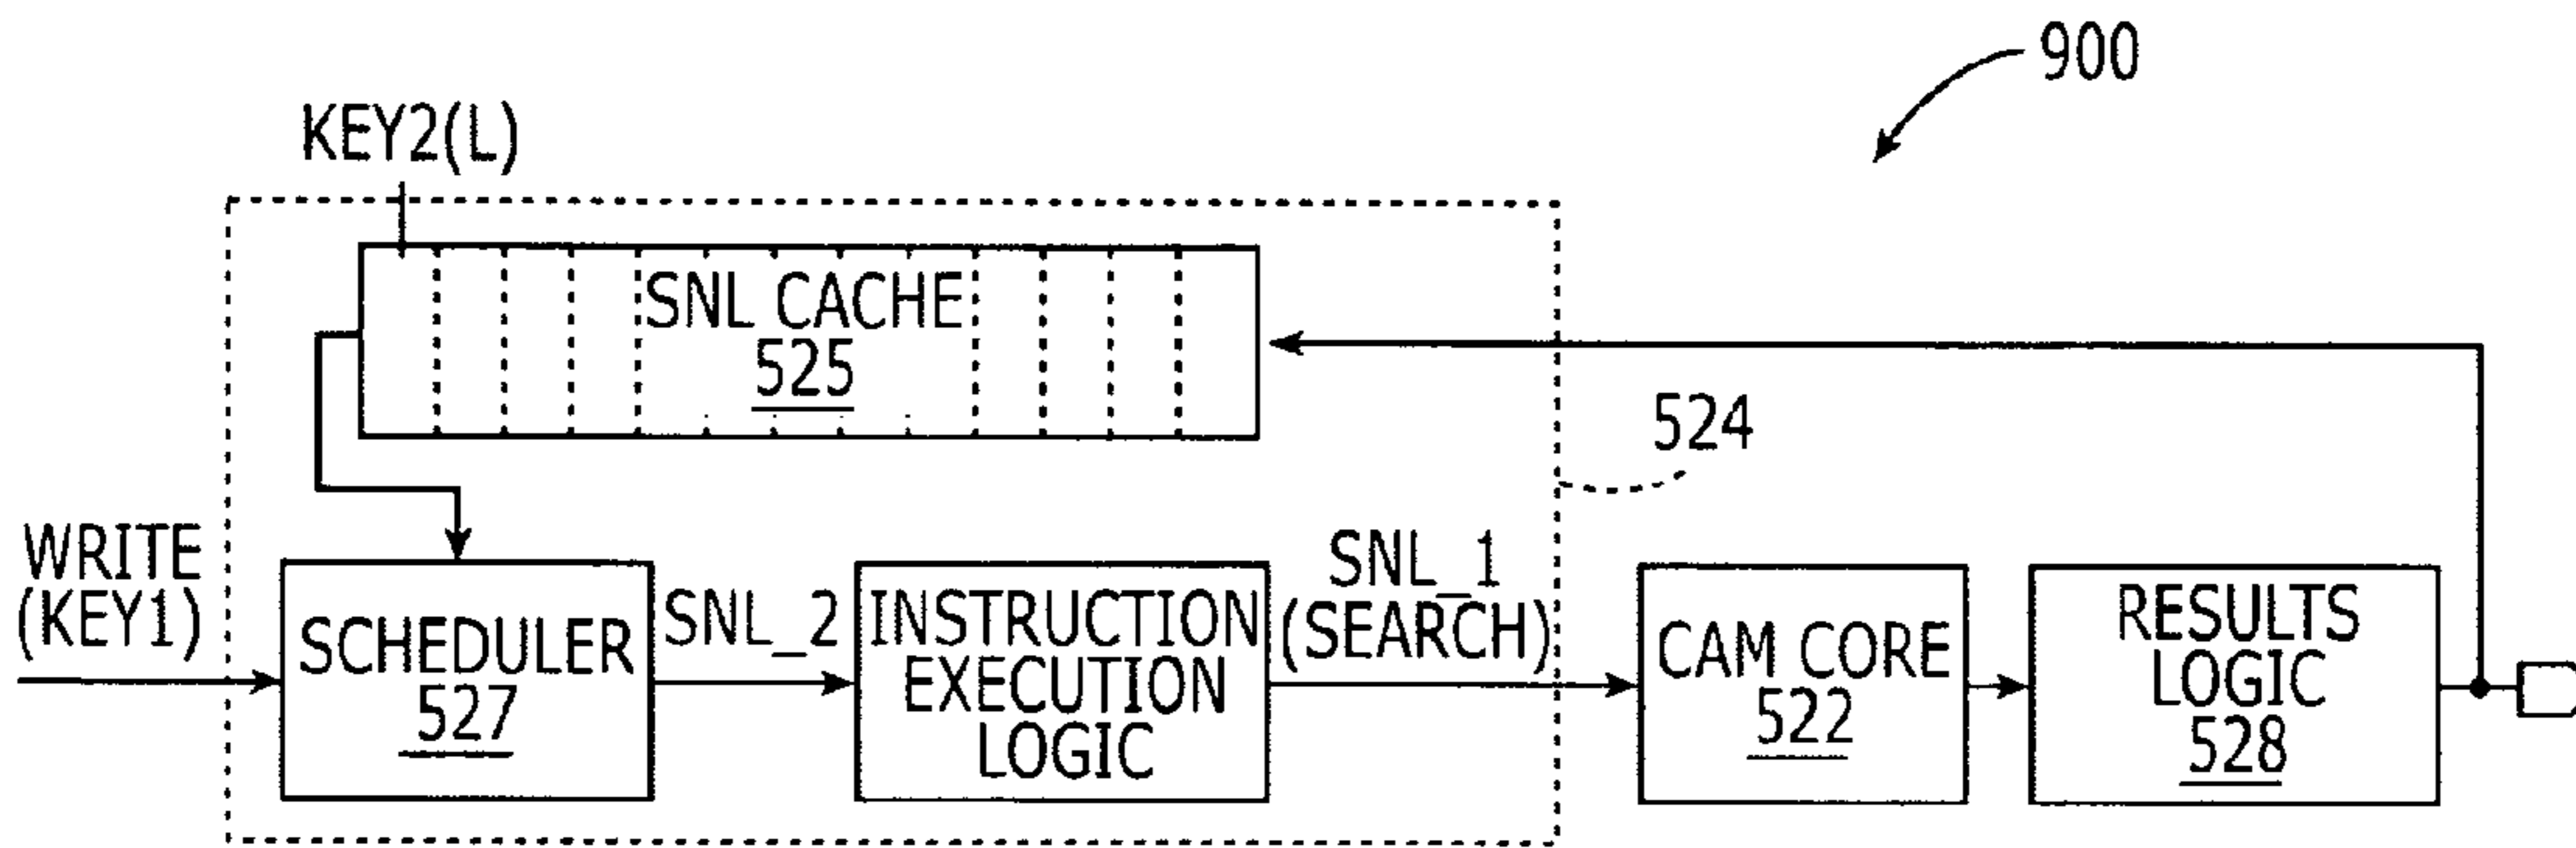 900
KEY2(L)
SNL CACHE
525
524
WRITE
(KEY1)
SCHEDULER
527
SNL_2
INSTRUCTION
EXECUTION
LOGIC
SNL_1
(SEARCH)
CAM CORE
522
RESULTS
LOGIC
528